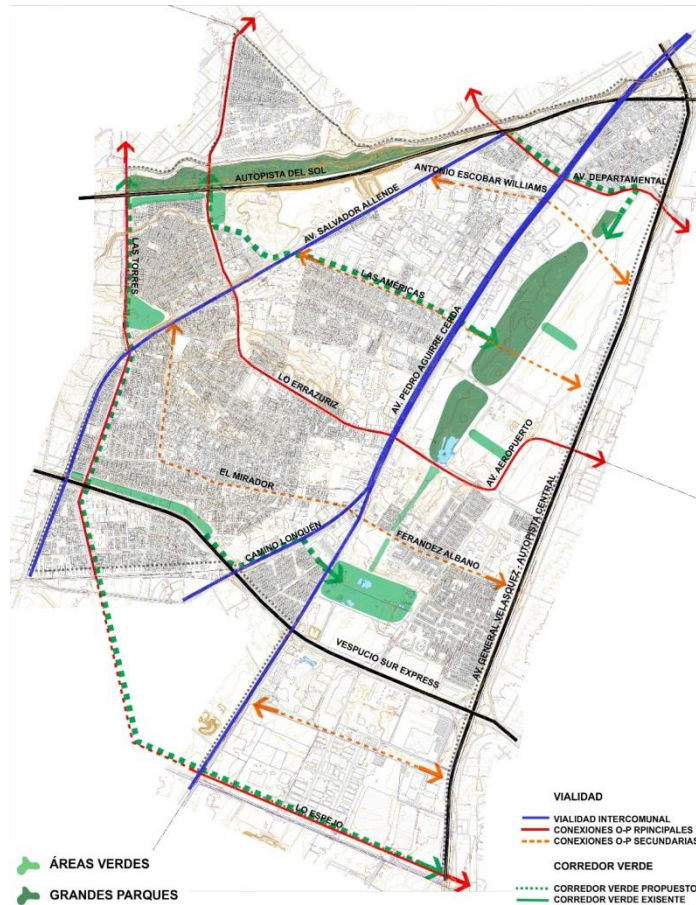 AUTOPISTA DEL SOL
ANTONIO ESCOBAR WILLIAMS
AV. DEPARTAMENTAL
AV. SALVADOR ALLENDE
LAS TORRES
LAS AMÉRICAS
AV. PEDRO AGUIRRE CERDA
LO ERRAZURIZ
AV. AEROPUERTO
EL MIRADOR
CAMINO LONQUÉN
FERANDEZ ALBANO
AV. GENERAL VELASQUEZ - AUTOPISTA CENTRAL
VESPUCIO SUR EXPRESS
LO ESPEJO
VIALIDAD
VIALIDAD INTERCOMUNAL
CONEXIONES O-P RPINCIPALES
CONEXIONES O-P SECUNDARIAS
CORREDOR VERDE
CORREDOR VERDE PROPUESTO
CORREDOR VERDE EXISENTE
ÁREAS VERDES
GRANDES PARQUES